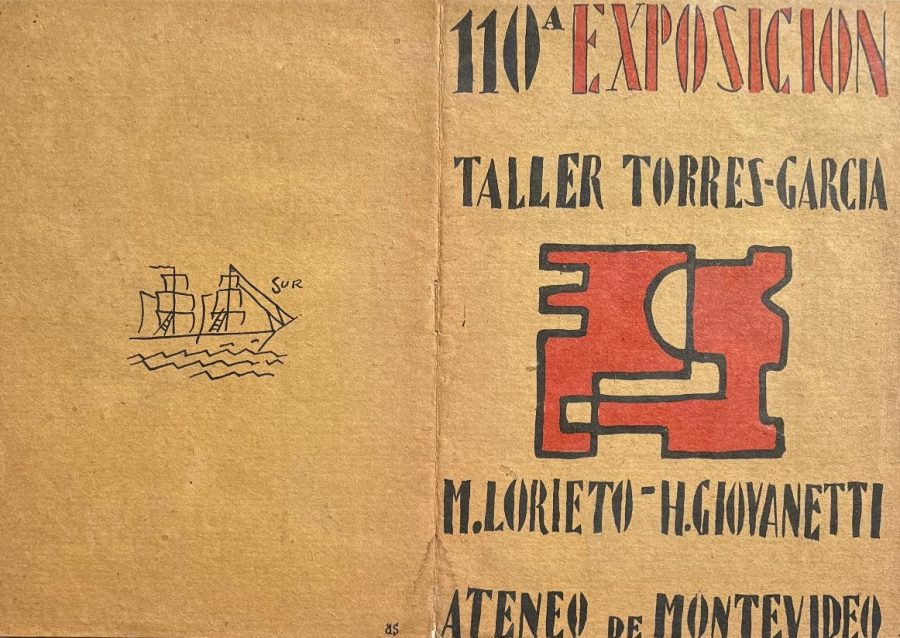 110ᴬ EXPOSICION
TALLER TORRES-GARCIA
SUR
M.LORIETO-H.GIOVANETTI
ATENEO DE MONTEVIDEO